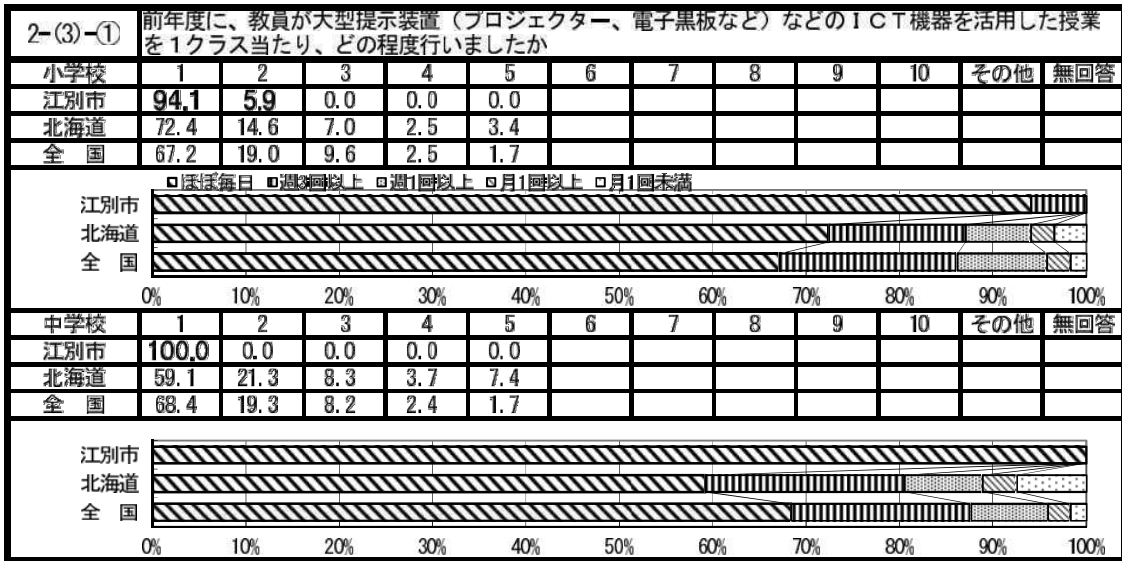 2-(3)-① 前年度に、教員が大型提示装置（プロジェクター、電子黒板など）などのＩＣＴ機器を活用した授業
を１クラス当たり、どの程度行いましたか
小学校 1 2 3 4 5 6 7 8 9 10 その他 無回答
江別市 94.1 5.9 0.0 0.0 0.0
北海道 72.4 14.6 7.0 2.5 3.4
全 国 67.2 19.0 9.6 2.5 1.7
ほぼ毎日 週3回以上 週1回以上 月1回以上 月1回未満
江別市
北海道
全 国
0% 10% 20% 30% 40% 50% 60% 70% 80% 90% 100%
中学校 1 2 3 4 5 6 7 8 9 10 その他 無回答
江別市 100.0 0.0 0.0 0.0 0.0
北海道 59.1 21.3 8.3 3.7 7.4
全 国 68.4 19.3 8.2 2.4 1.7
江別市
北海道
全 国
0% 10% 20% 30% 40% 50% 60% 70% 80% 90% 100%